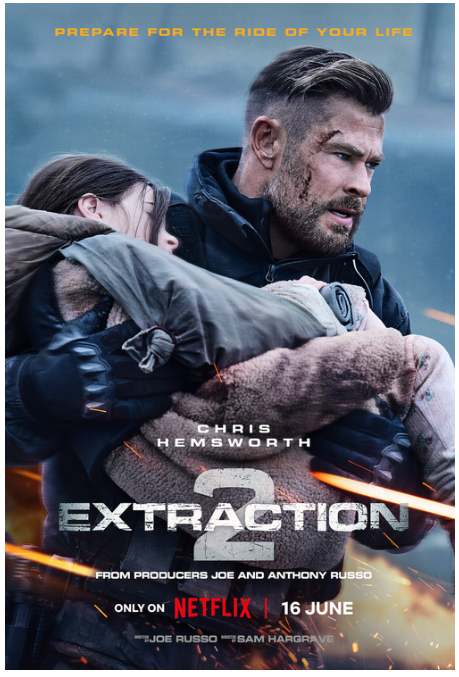 PREPARE FOR THE RIDE OF YOUR LIFE
CHRIS
HEMSWORTH
2
EXTRACTION
FROM PRODUCERS JOE AND ANTHONY RUSSO
ONLY ON NETFLIX | 16 JUNE
JOE RUSSO SAM HARGRAVE